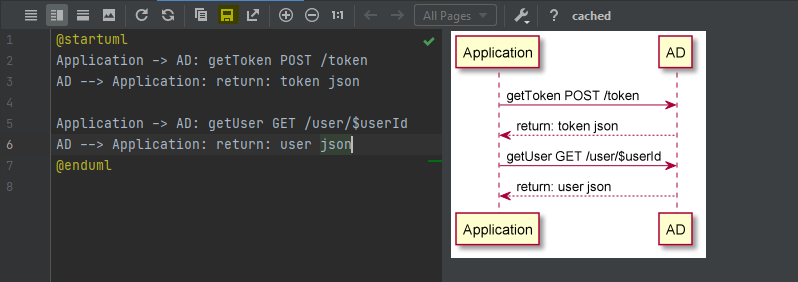 1:1 All Pages ? cached
1 @startuml
2 Application -> AD: getToken POST /token
3 AD --> Application: return: token json
4
5 Application -> AD: getUser GET /user/$userId
6 AD --> Application: return: user json
7 @enduml
8
Application AD
getToken POST /token
return: token json
getUser GET /user/$userId
return: user json
Application AD